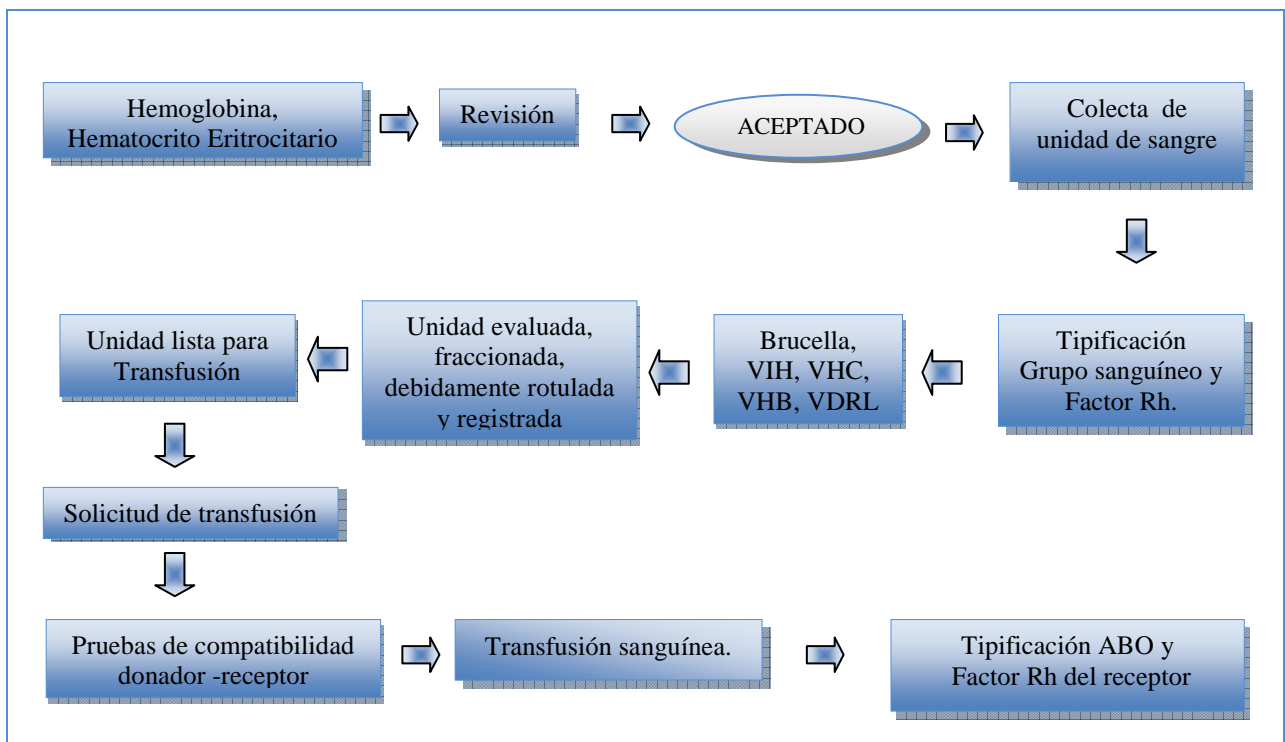 Hemoglobina,
Hematocrito Eritrocitario
Revisión
ACEPTADO
Colecta de
unidad de sangre
Tipificación
Grupo sanguíneo y
Factor Rh.
Brucella,
VIH, VHC,
VHB, VDRL
Unidad evaluada,
fraccionada,
debidamente rotulada
y registrada
Unidad lista para
Transfusión
Solicitud de transfusión
Pruebas de compatibilidad
donador -receptor
Transfusión sanguínea.
Tipificación ABO y
Factor Rh del receptor